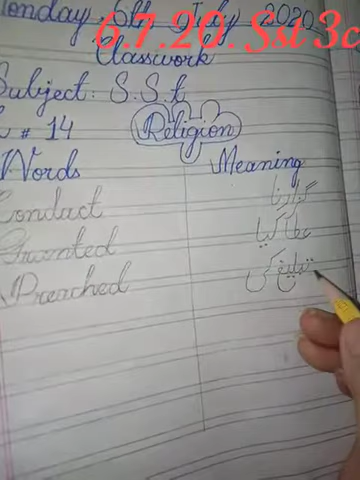 6.7.20. Sst 3c
Monday, 6th July 2020
Classwork
Subject: S.St
L # 14 Religion
Words Meaning
Conduct گزارنا
Granted عطا کیا
Preached تبلیغ کی